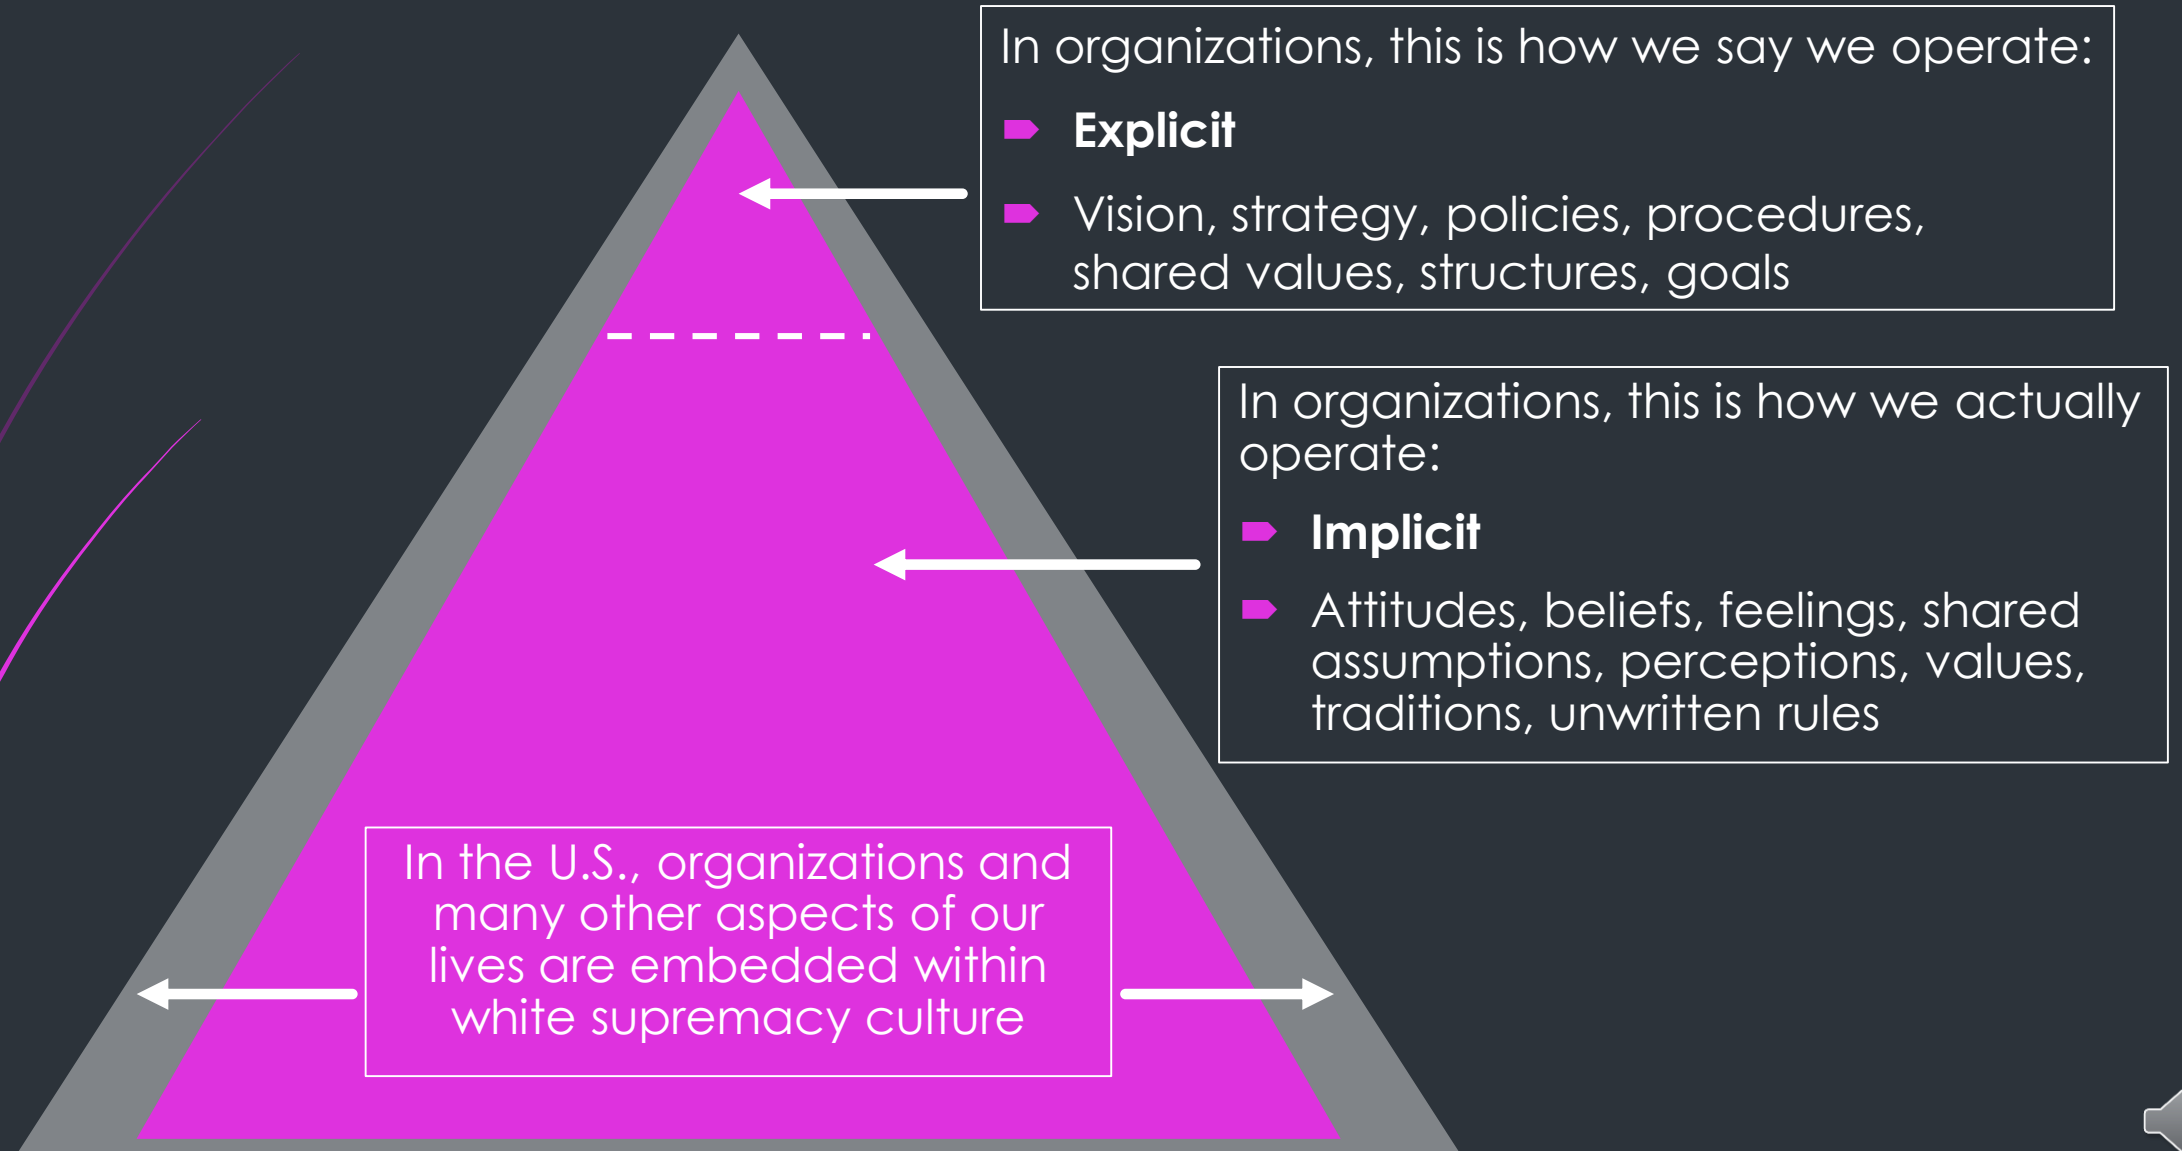 In organizations, this is how we say we operate:
Explicit
Vision, strategy, policies, procedures,
shared values, structures, goals
In organizations, this is how we actually
operate:
Implicit
Attitudes, beliefs, feelings, shared
assumptions, perceptions, values,
traditions, unwritten rules
In the U.S., organizations and
many other aspects of our
lives are embedded within
white supremacy culture